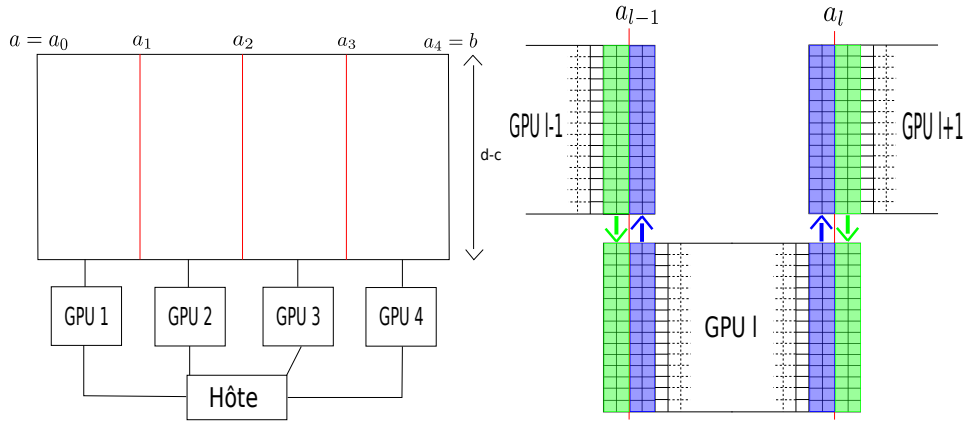 a = a_0 a_1 a_2 a_3 a_4 = b
d-c
GPU 1 GPU 2 GPU 3 GPU 4
Hôte
a_{l-1} a_l
GPU l-1 GPU l+1
GPU l